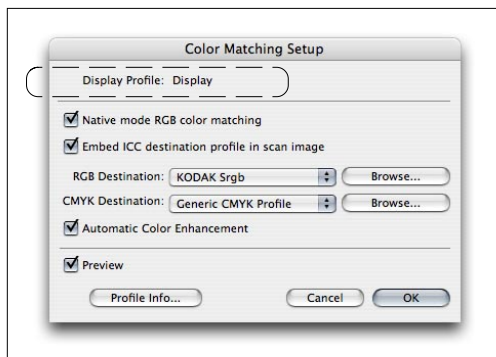 Color Matching Setup
Display Profile: Display
Native mode RGB color matching
Embed ICC destination profile in scan image
RGB Destination: KODAK Srgb Browse...
CMYK Destination: Generic CMYK Profile Browse...
Automatic Color Enhancement
Preview
Profile Info... Cancel OK